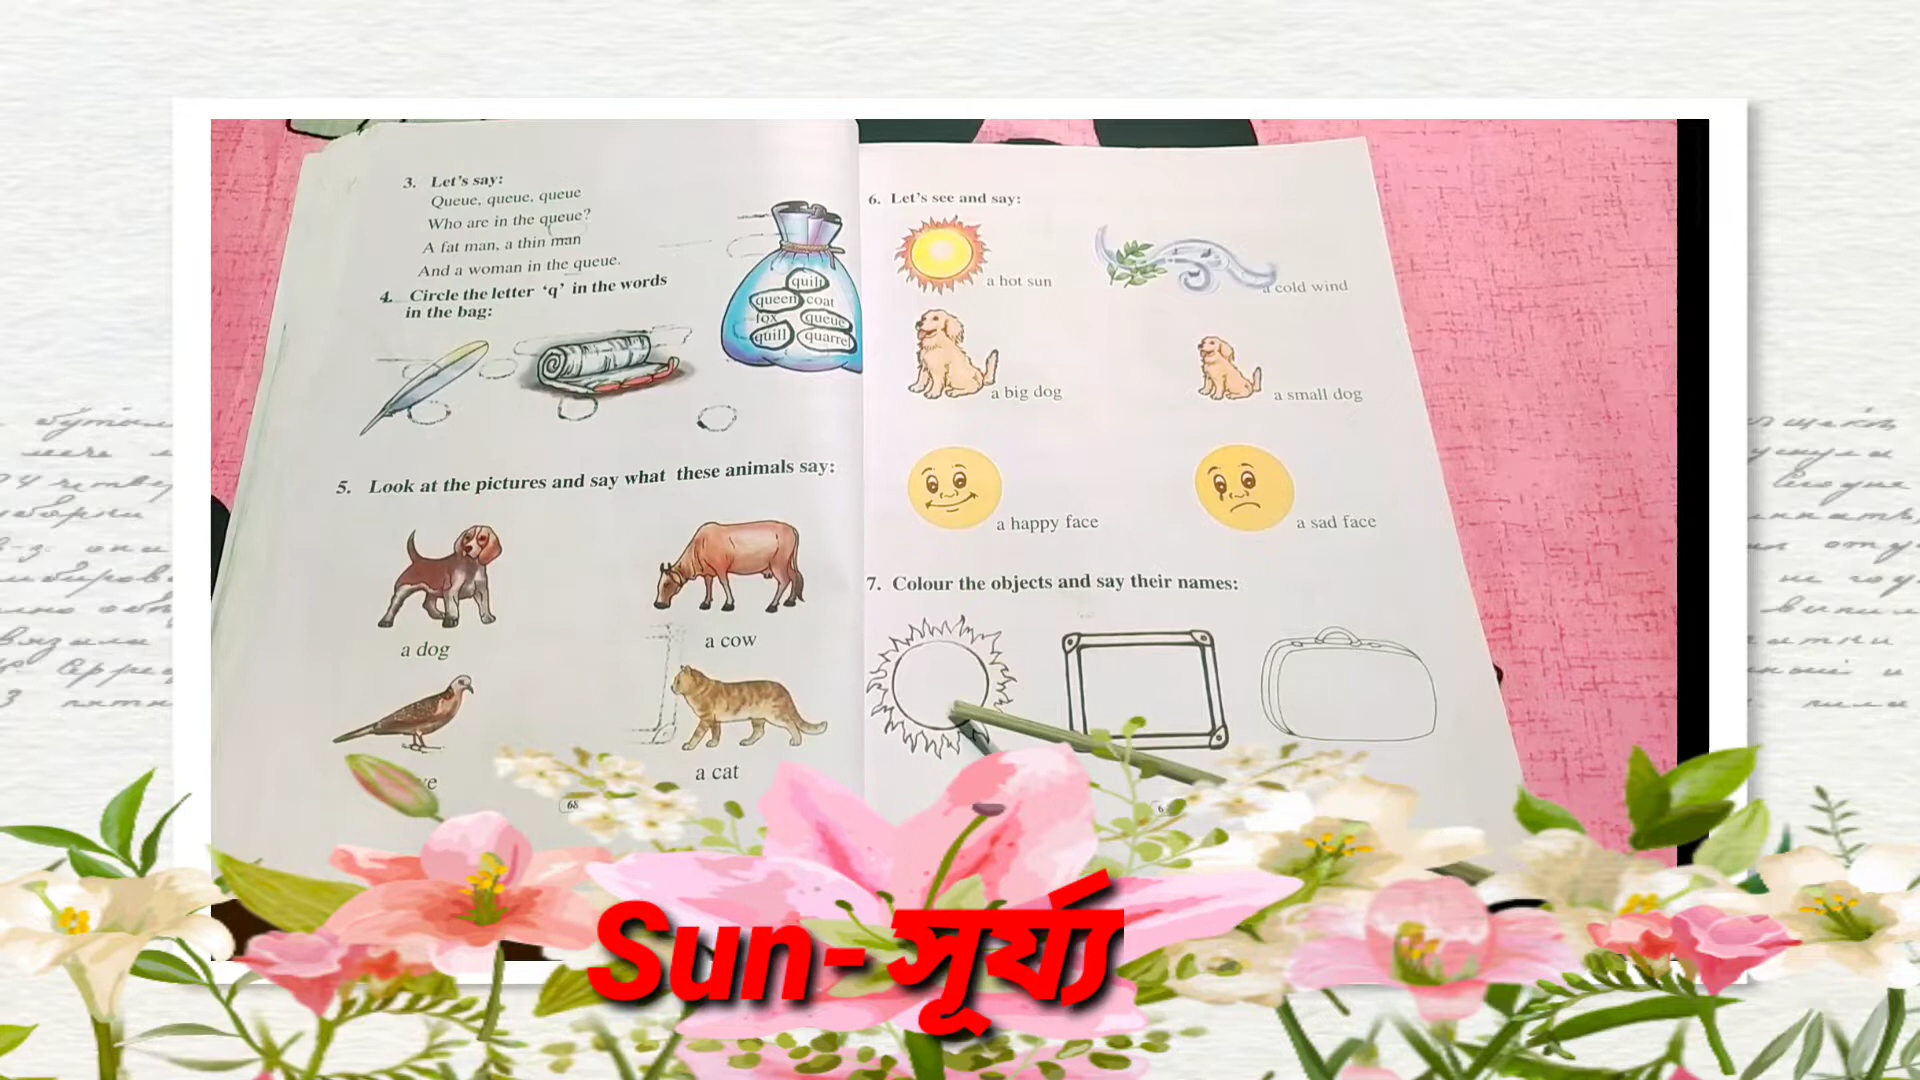 3. Let's say:
Queue, queue, queue
Who are in the queue?
A fat man, a thin man
And a woman in the queue.
4. Circle the letter 'q' in the words
in the bag:
quilt
queen coat
fox queue
quill quarrel
5. Look at the pictures and say what these animals say:
a dog
a cow
a cat
68
6. Let's see and say:
a hot sun
a cold wind
a big dog
a small dog
a happy face
a sad face
7. Colour the objects and say their names:
Sun-সূর্য্য